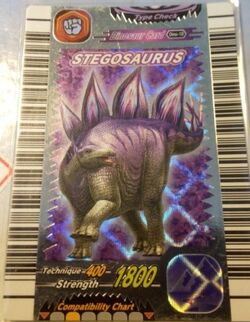 Type Check
Dinosaur Card
STEGOSAURUS
Technique 400
Strength 1800
Compatibility Chart